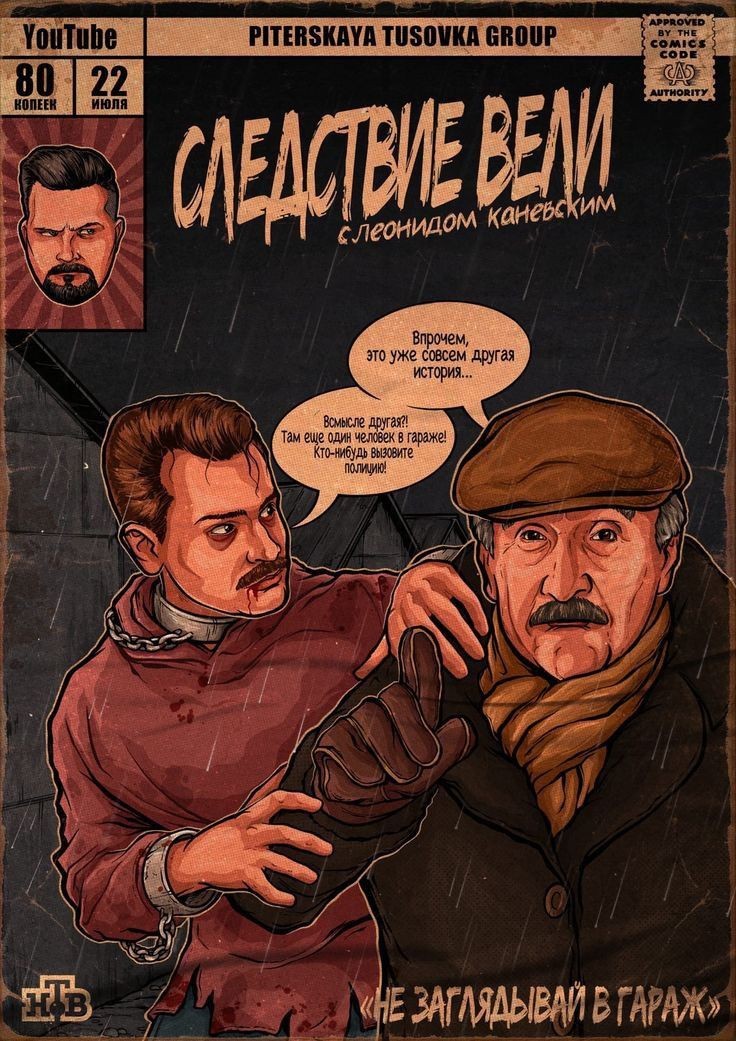 YouTube
PITERSKAYA TUSOVKA GROUP
APPROVED
BY THE
COMICS
CODE
CA
AUTHORITY
80
КОПЕЕК
22
ИЮЛЯ
СЛЕДСТВИЕ ВЕЛИ
с леонидом каневским
Впрочем,
это уже совсем другая
история...
Всмысле другая?!
Там еще один человек в гараже!
Кто-нибудь вызовите
полицию!
НТВ
«НЕ ЗАГЛЯДЫВАЙ В ГАРАЖ»